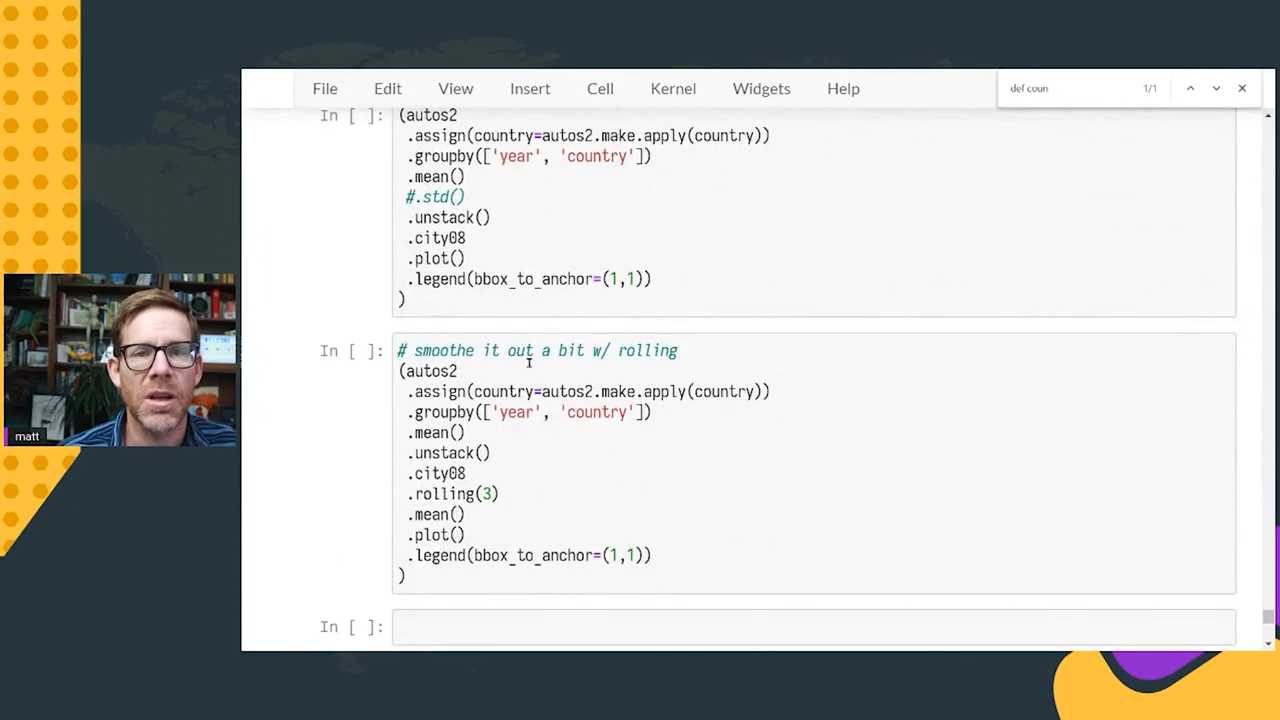 File Edit View Insert Cell Kernel Widgets Help
def coun 1/1
In [ ]:
(autos2
.assign(country=autos2.make.apply(country))
.groupby(['year', 'country'])
.mean()
#.std()
.unstack()
.city08
.plot()
.legend(bbox_to_anchor=(1,1))
)
In [ ]:
# smoothe it out a bit w/ rolling
(autos2
.assign(country=autos2.make.apply(country))
.groupby(['year', 'country'])
.mean()
.unstack()
.city08
.rolling(3)
.mean()
.plot()
.legend(bbox_to_anchor=(1,1))
)
In [ ]:
WELCOME
matt